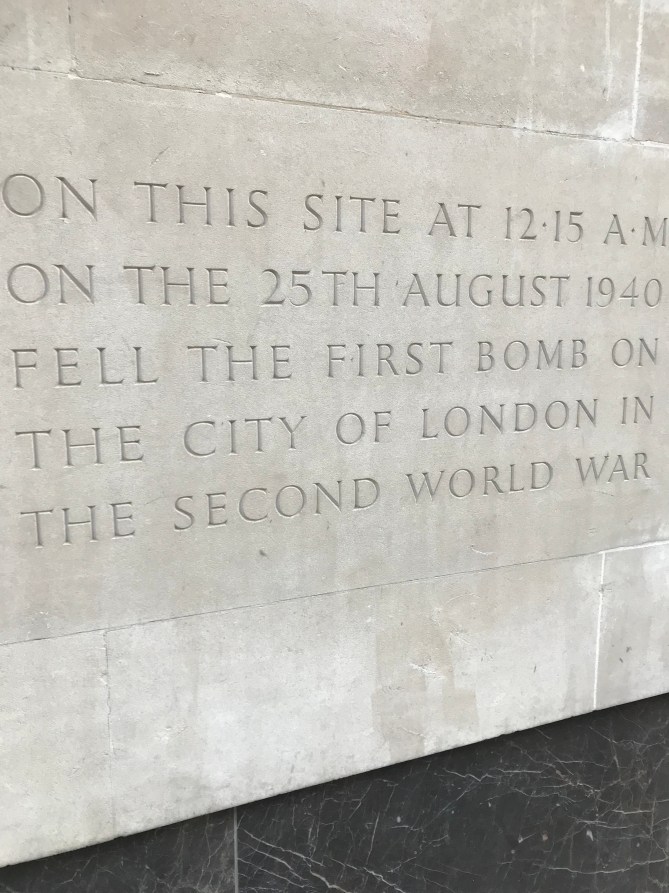 ON THIS SITE AT 12·15 A·M
ON THE 25TH AUGUST 1940
FELL THE FIRST BOMB ON
THE CITY OF LONDON IN
THE SECOND WORLD WAR